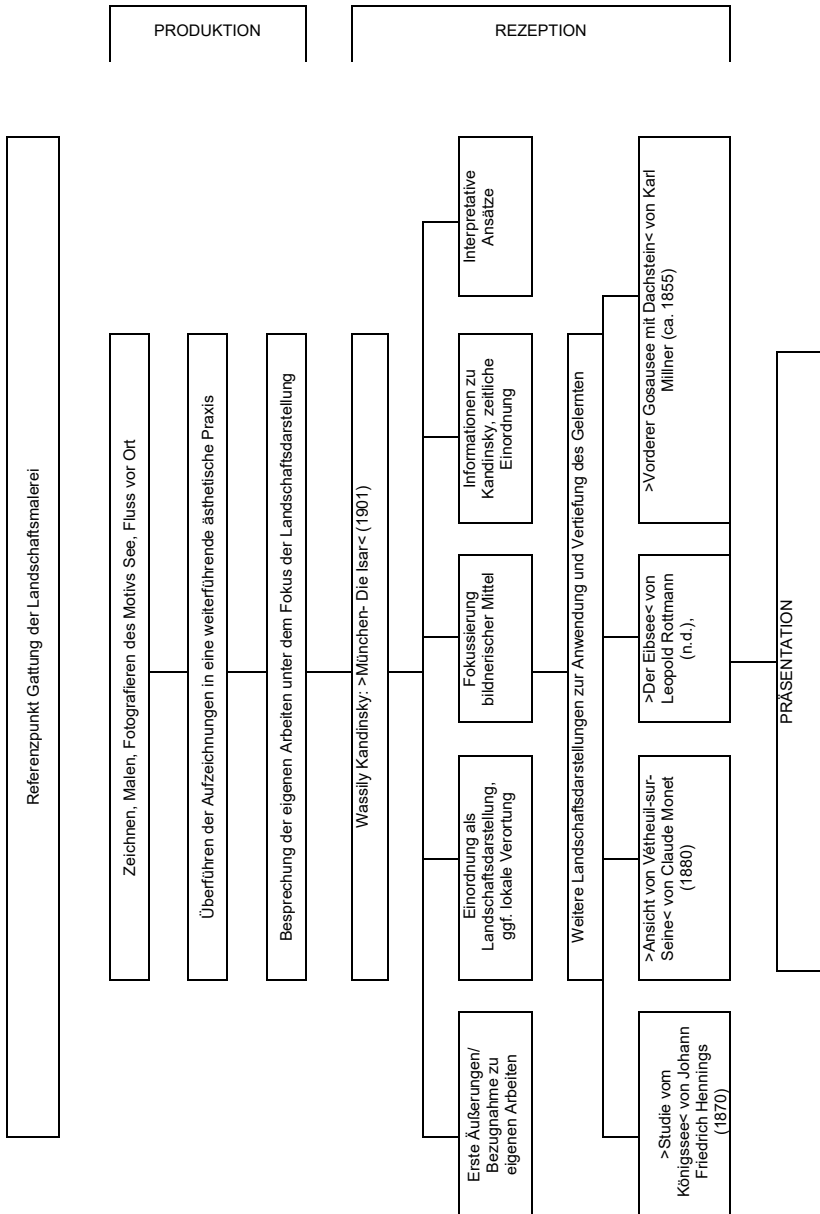 PRODUKTION
REZEPTION
Referenzpunkt Gattung der Landschaftsmalerei
Zeichnen, Malen, Fotografieren des Motivs See, Fluss vor Ort
Überführen der Aufzeichnungen in eine weiterführende ästhetische Praxis
Besprechung der eigenen Arbeiten unter dem Fokus der Landschaftsdarstellung
Wassily Kandinsky: >München- Die Isar< (1901)
Erste Äußerungen/
Bezugnahme zu
eigenen Arbeiten
Einordnung als
Landschaftsdarstellung,
ggf. lokale Verortung
Fokussierung
bildnerischer Mittel
Informationen zu
Kandinsky, zeitliche
Einordnung
Interpretative
Ansätze
Weitere Landschaftsdarstellungen zur Anwendung und Vertiefung des Gelernten
>Studie vom
Königssee< von Johann
Friedrich Hennings
(1870)
>Ansicht von Vétheuil-sur-
Seine< von Claude Monet
(1880)
>Der Eibsee< von
Leopold Rottmann
(n.d.),
>Vorderer Gosausee mit Dachstein< von Karl
Millner (ca. 1855)
PRÄSENTATION